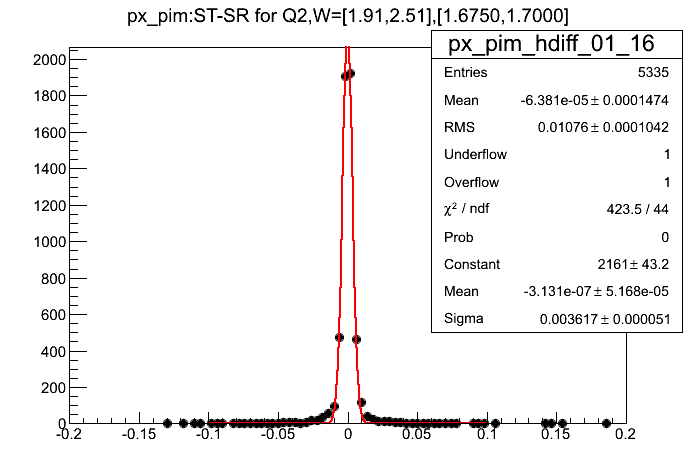 px_pim:ST-SR for Q2,W=[1.91,2.51],[1.6750,1.7000]
px_pim_hdiff_01_16
Entries 5335
Mean -6.381e-05 ± 0.0001474
RMS 0.01076 ± 0.0001042
Underflow 1
Overflow 1
χ² / ndf 423.5 / 44
Prob 0
Constant 2161 ± 43.2
Mean -3.131e-07 ± 5.168e-05
Sigma 0.003617 ± 0.000051
2000
1800
1600
1400
1200
1000
800
600
400
200
0
-0.2 -0.15 -0.1 -0.05 0 0.05 0.1 0.15 0.2